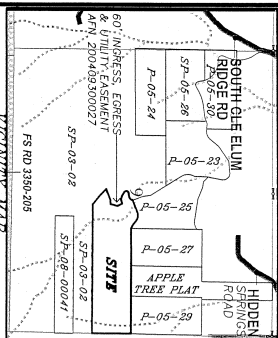 SOUTH CLE ELUM
RIDGE RD
P-05-30
SP-05-26
P-05-24
P-05-23
HIDDEN
SPRINGS
ROAD
60' INGRESS, EGRESS
& UTILITY EASEMENT
AFN 200409300027
P-05-25
P-05-27
APPLE
TREE PLAT
P-05-29
SP-03-02
SITE
SP-03-02
SP-08-00041
FS RD 3350-205
VICINITY MAP